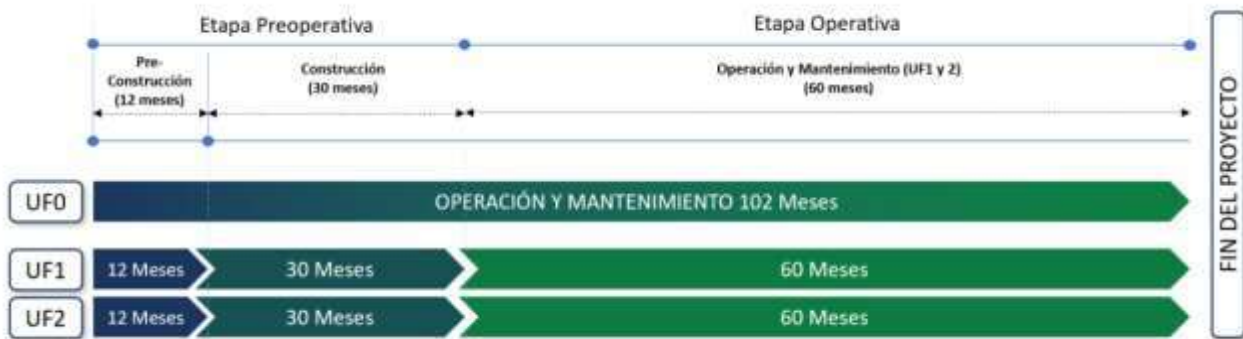 Etapa Preoperativa
Etapa Operativa
Pre-
Construcción
(12 meses)
Construcción
(30 meses)
Operación y Mantenimiento (UF1 y 2)
(60 meses)
UF0
OPERACIÓN Y MANTENIMIENTO 102 Meses
UF1
12 Meses
30 Meses
60 Meses
UF2
12 Meses
30 Meses
60 Meses
FIN DEL PROYECTO